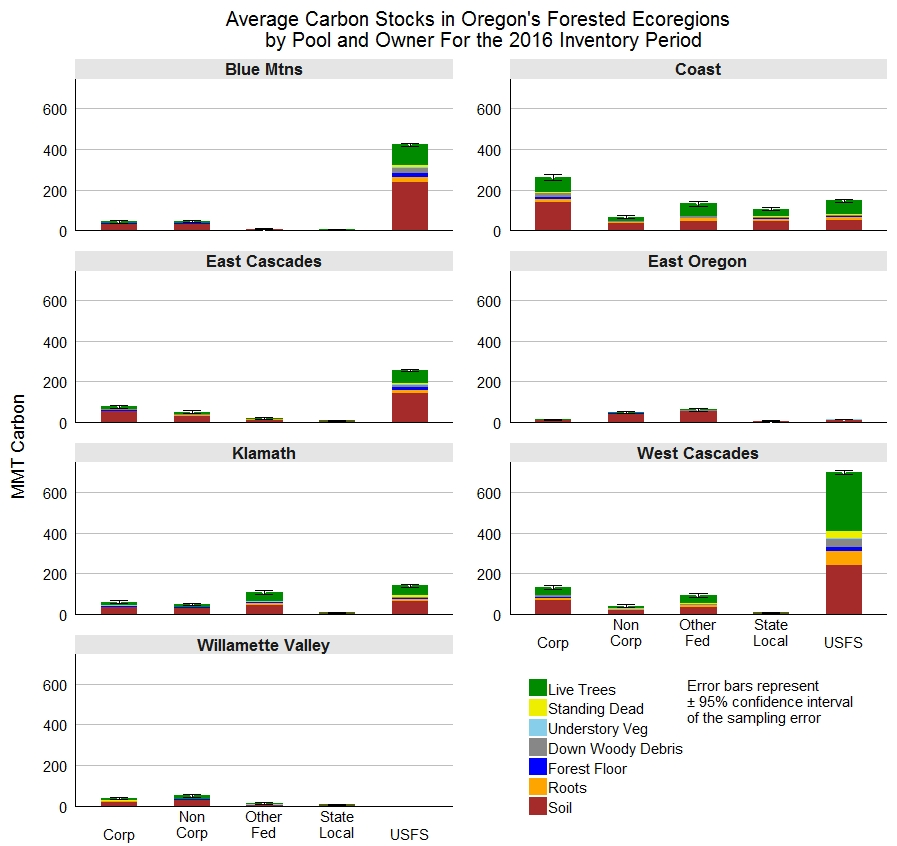 Average Carbon Stocks in Oregon's Forested Ecoregions
by Pool and Owner For the 2016 Inventory Period
MMT Carbon
Blue Mtns
600
400
200
0
Coast
600
400
200
0
East Cascades
600
400
200
0
East Oregon
600
400
200
0
Klamath
600
400
200
0
West Cascades
600
400
200
0
Corp
Non
Corp
Other
Fed
State
Local
USFS
Willamette Valley
600
400
200
0
Corp
Non
Corp
Other
Fed
State
Local
USFS
Live Trees
Standing Dead
Understory Veg
Down Woody Debris
Forest Floor
Roots
Soil
Error bars represent
± 95% confidence interval
of the sampling error